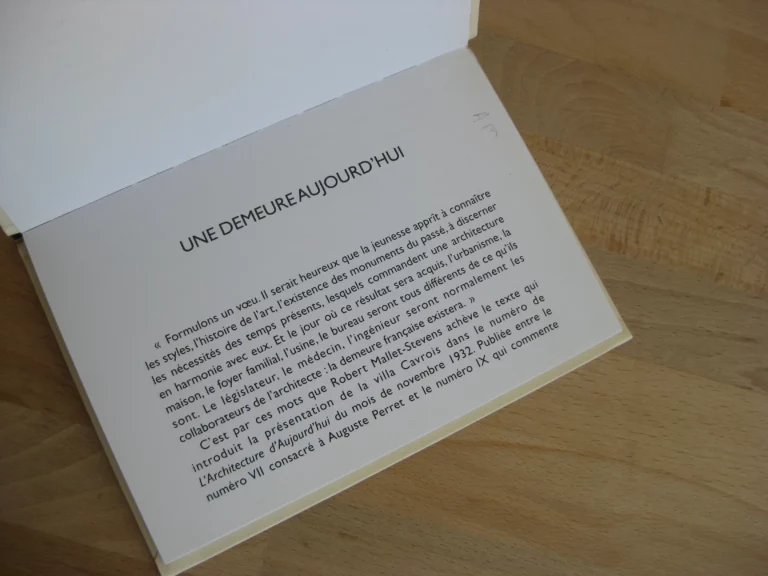 UNE DEMEURE AUJOURD'HUI
« Formulons un vœu. Il serait heureux que la jeunesse apprît à connaître
les styles, l'histoire de l'art, l'existence des monuments du passé, à discerner
les nécessités des temps présents, lesquels commandent une architecture
en harmonie avec eux. Et le jour où ce résultat sera acquis, l'urbanisme, la
maison, le foyer familial, l'usine, le bureau seront tous différents de ce qu'ils
sont. Le législateur, le médecin, l'ingénieur seront normalement les
collaborateurs de l'architecte : la demeure française existera. »
C'est par ces mots que Robert Mallet-Stevens achève le texte qui
introduit la présentation de la villa Cavrois dans le numéro de
L'Architecture d'Aujourd'hui du mois de novembre 1932. Publiée entre le
numéro VII consacré à Auguste Perret et le numéro IX qui commente